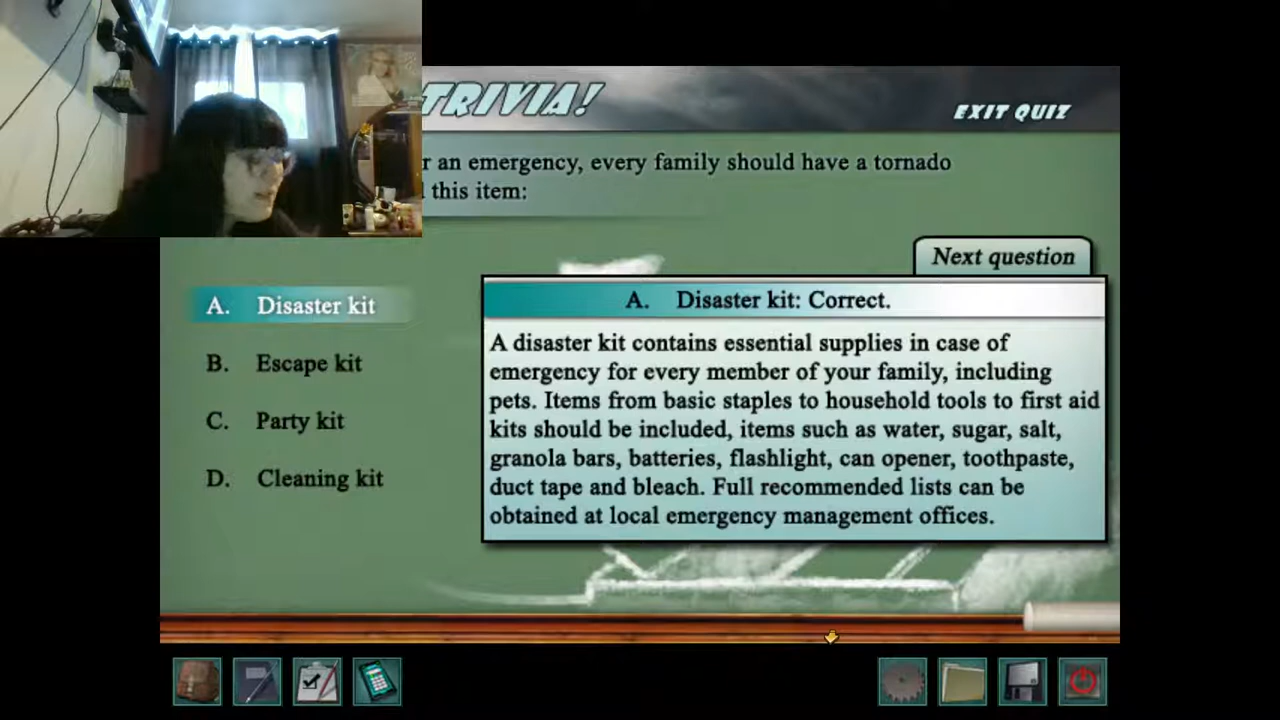 TRIVIA!
EXIT QUIZ
an emergency, every family should have a tornado
this item:
Next question
A. Disaster kit
B. Escape kit
C. Party kit
D. Cleaning kit
A. Disaster kit: Correct.
A disaster kit contains essential supplies in case of
emergency for every member of your family, including
pets. Items from basic staples to household tools to first aid
kits should be included, items such as water, sugar, salt,
granola bars, batteries, flashlight, can opener, toothpaste,
duct tape and bleach. Full recommended lists can be
obtained at local emergency management offices.